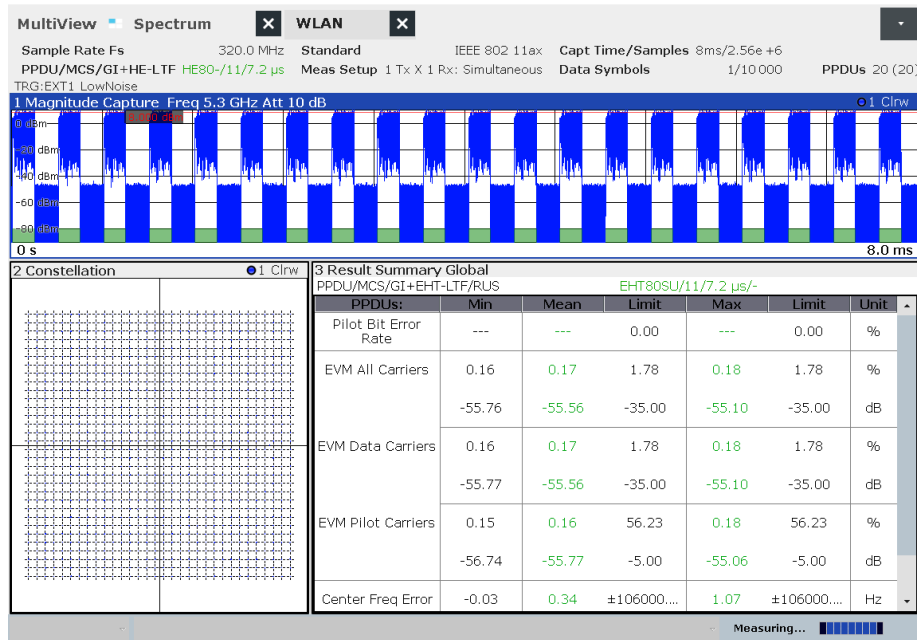 MultiView Spectrum WLAN
Sample Rate Fs 320.0 MHz Standard IEEE 802 11ax Capt Time/Samples 8ms/2.56e +6
PPDU/MCS/GI+HE-LTF HE80-/11/7.2 µs Meas Setup 1 Tx X 1 Rx: Simultaneous Data Symbols 1/10 000 PPDUs 20 (20)
TRG:EXT1 LowNoise
1 Magnitude Capture Freq 5.3 GHz Att 10 dB 1 Clrw
0 dBm
-20 dBm
-40 dBm
-60 dBm
-80 dBm
0 s 8.0 ms
2 Constellation 1 Clrw
3 Result Summary Global
PPDU/MCS/GI+EHT-LTF/RUS EHT80SU/11/7.2 µs/-
PPDUs: Min Mean Limit Max Limit Unit
Pilot Bit Error
Rate --- --- 0.00 --- 0.00 %
EVM All Carriers 0.16 0.17 1.78 0.18 1.78 %
-55.76 -55.56 -35.00 -55.10 -35.00 dB
EVM Data Carriers 0.16 0.17 1.78 0.18 1.78 %
-55.77 -55.56 -35.00 -55.10 -35.00 dB
EVM Pilot Carriers 0.15 0.16 56.23 0.18 56.23 %
-56.74 -55.77 -5.00 -55.06 -5.00 dB
Center Freq Error -0.03 0.34 ±106000.... 1.07 ±106000.... Hz
Measuring...